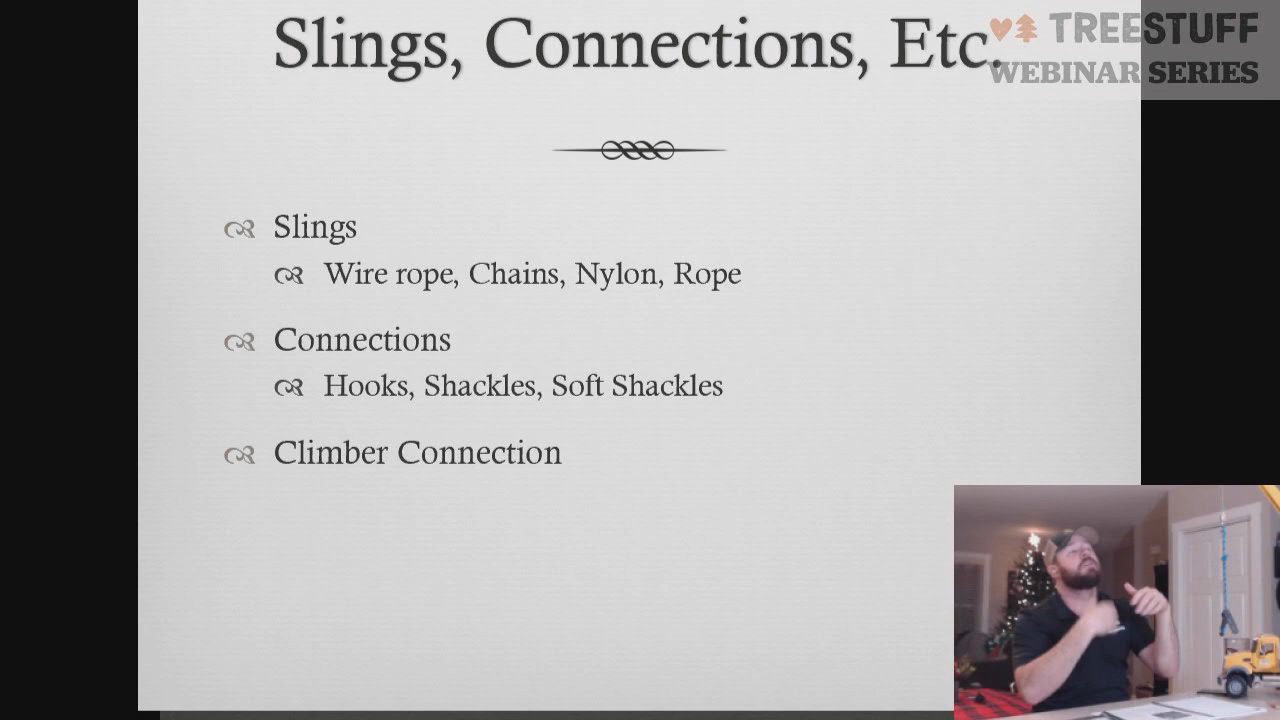 Slings, Connections, Etc.
TREESTUFF
WEBINAR SERIES
Slings
Wire rope, Chains, Nylon, Rope
Connections
Hooks, Shackles, Soft Shackles
Climber Connection